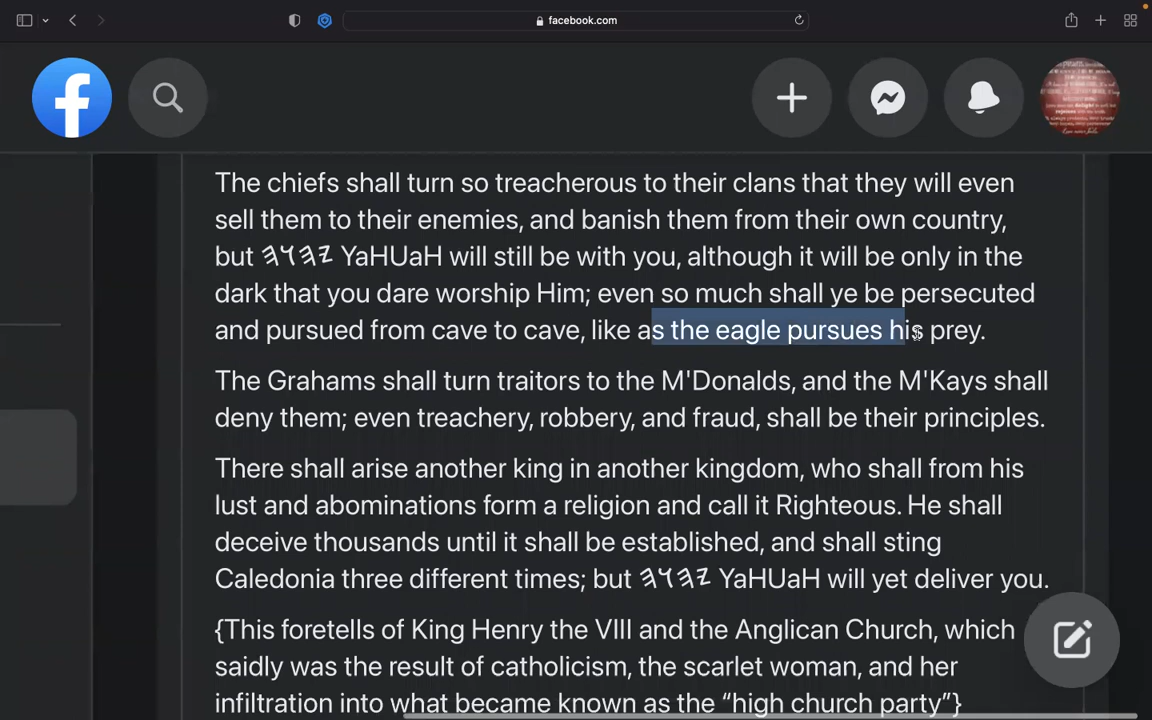 facebook.com
The chiefs shall turn so treacherous to their clans that they will even
sell them to their enemies, and banish them from their own country,
but 𐤉𐤄𐤅𐤄 YaHUaH will still be with you, although it will be only in the
dark that you dare worship Him; even so much shall ye be persecuted
and pursued from cave to cave, like as the eagle pursues his prey.
The Grahams shall turn traitors to the M'Donalds, and the M'Kays shall
deny them; even treachery, robbery, and fraud, shall be their principles.
There shall arise another king in another kingdom, who shall from his
lust and abominations form a religion and call it Righteous. He shall
deceive thousands until it shall be established, and shall sting
Caledonia three different times; but 𐤉𐤄𐤅𐤄 YaHUaH will yet deliver you.
{This foretells of King Henry the VIII and the Anglican Church, which
saidly was the result of catholicism, the scarlet woman, and her
infiltration into what became known as the “high church party”}